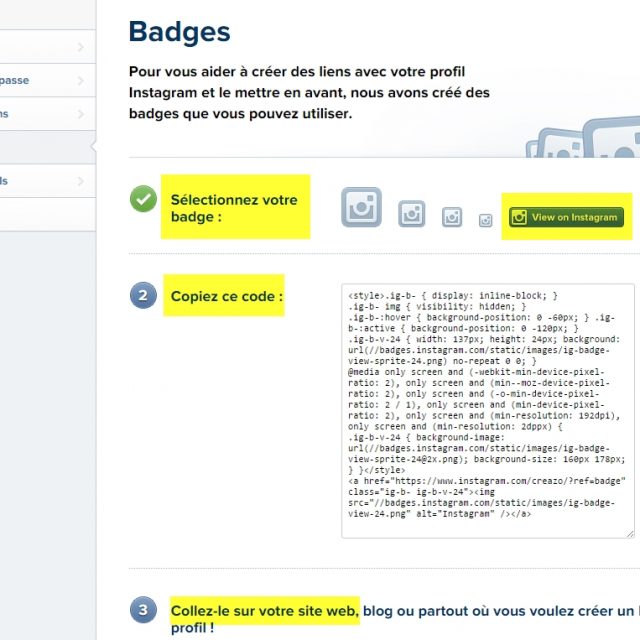 Badges
Pour vous aider à créer des liens avec votre profil
Instagram et le mettre en avant, nous avons créé des
badges que vous pouvez utiliser.
passe
ns
ls
Sélectionnez votre
badge :
View on Instagram
2
Copiez ce code :
<style>.ig-b- { display: inline-block; }
.ig-b- img { visibility: hidden; }
.ig-b-:hover { background-position: 0 -60px; } .ig-
b-:active { background-position: 0 -120px; }
.ig-b-v-24 { width: 137px; height: 24px; background:
url(//badges.instagram.com/static/images/ig-badge-
view-sprite-24.png) no-repeat 0 0; }
@media only screen and (-webkit-min-device-pixel-
ratio: 2), only screen and (min--moz-device-pixel-
ratio: 2), only screen and (-o-min-device-pixel-
ratio: 2 / 1), only screen and (min-device-pixel-
ratio: 2), only screen and (min-resolution: 192dpi),
only screen and (min-resolution: 2dppx) {
.ig-b-v-24 { background-image:
url(//badges.instagram.com/static/images/ig-badge-
view-sprite-24@2x.png); background-size: 160px 178px;
} }</style>
<a href="https://www.instagram.com/creazo/?ref=badge"
class="ig-b- ig-b-v-24"><img
src="//badges.instagram.com/static/images/ig-badge-
view-24.png" alt="Instagram" /></a>
3
Collez-le sur votre site web, blog ou partout où vous voulez créer un l
profil !